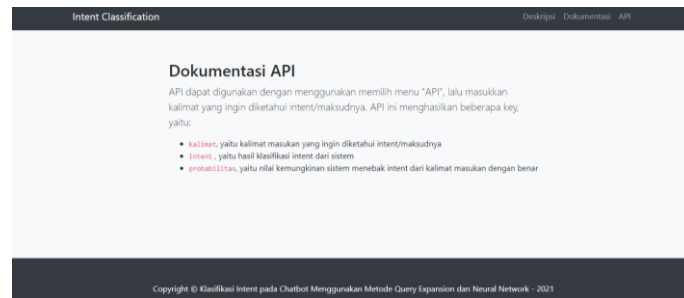 Intent Classification
Deskripsi Dokumentasi API
Dokumentasi API
API dapat digunakan dengan menggunakan memilih menu "API", lalu masukkan
kalimat yang ingin diketahui intent/maksudnya. API ini menghasilkan beberapa key,
yaitu:
kalimat, yaitu kalimat masukan yang ingin diketahui intent/maksudnya
intent , yaitu hasil klasifikasi intent dari sistem
probabilitas, yaitu nilai kemungkinan sistem menebak intent dari kalimat masukan dengan benar
Copyright © Klasifikasi Intent pada Chatbot Menggunakan Metode Query Expansion dan Neural Network - 2021